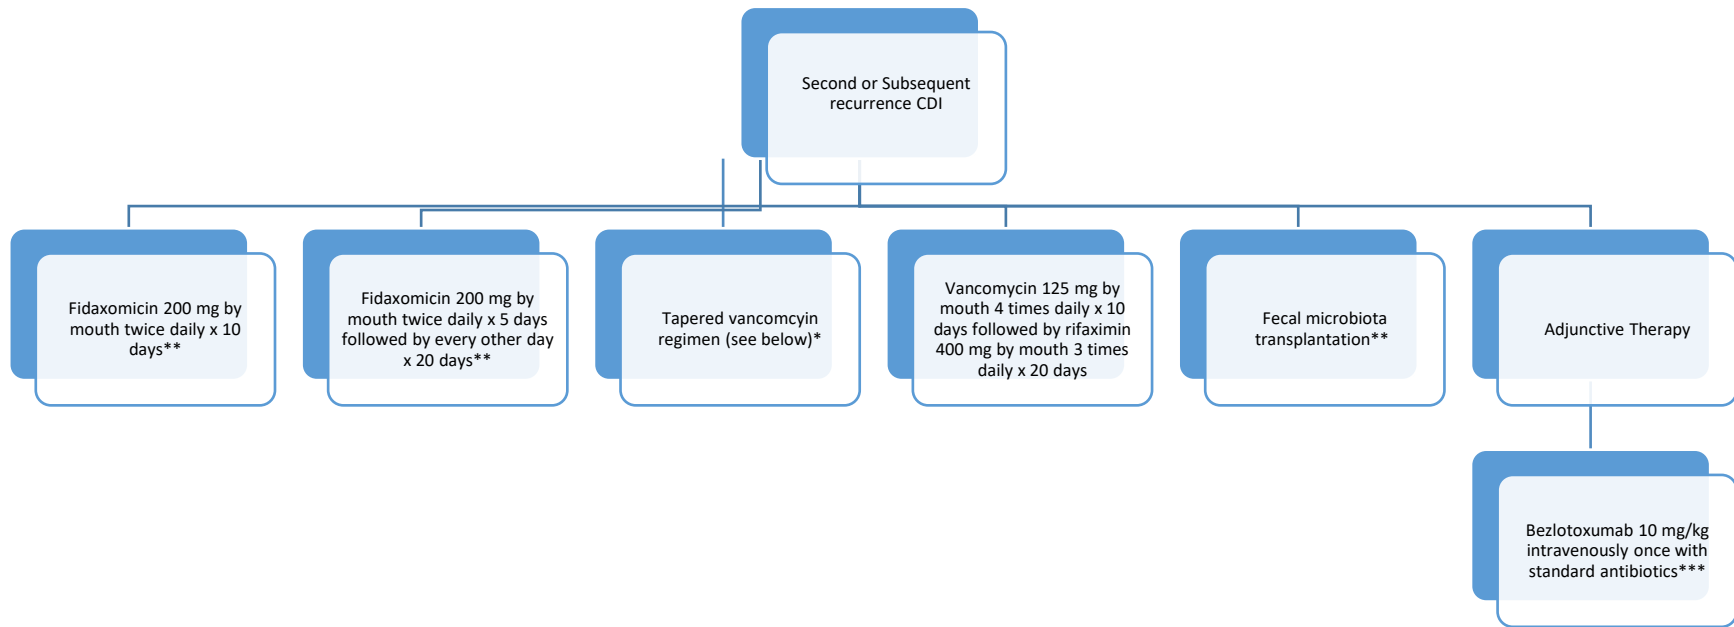 Second or Subsequent
recurrence CDI
Fidaxomicin 200 mg by
mouth twice daily x 10
days**
Fidaxomicin 200 mg by
mouth twice daily x 5 days
followed by every other day
x 20 days**
Tapered vancomcyin
regimen (see below)*
Vancomycin 125 mg by
mouth 4 times daily x 10
days followed by rifaximin
400 mg by mouth 3 times
daily x 20 days
Fecal microbiota
transplantation**
Adjunctive Therapy
Bezlotoxumab 10 mg/kg
intravenously once with
standard antibiotics***